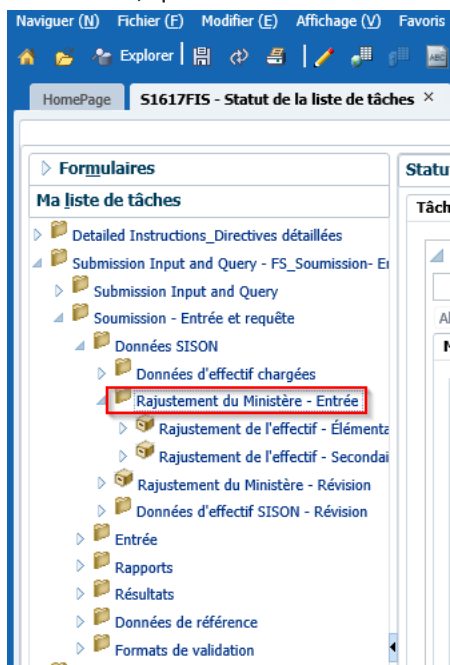 Naviguer (N) Fichier (F) Modifier (E) Affichage (V) Favoris
Explorer
HomePage S1617FIS - Statut de la liste de tâches ×
Formulaires
Ma liste de tâches
Statu
Tâch
Detailed Instructions_Directives détaillées
Submission Input and Query - FS_Soumission- E
Submission Input and Query
Soumission - Entrée et requête
Données SISON
Données d'effectif chargées
Rajustement du Ministère - Entrée
Rajustement de l'effectif - Élémenta
Rajustement de l'effectif - Secondai
Rajustement du Ministère - Révision
Données d'effectif SISON - Révision
Entrée
Rapports
Résultats
Données de référence
Formats de validation